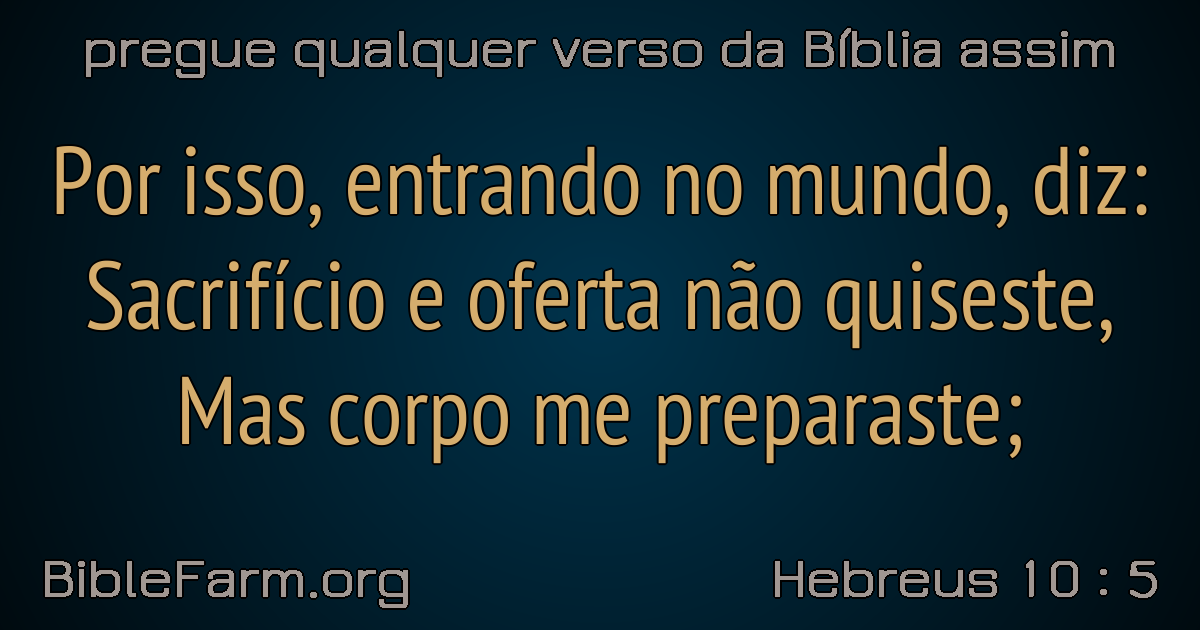 pregue qualquer verso da Bíblia assim
Por isso, entrando no mundo, diz:
Sacrifício e oferta não quiseste,
Mas corpo me preparaste;
BibleFarm.org
Hebreus 10 : 5